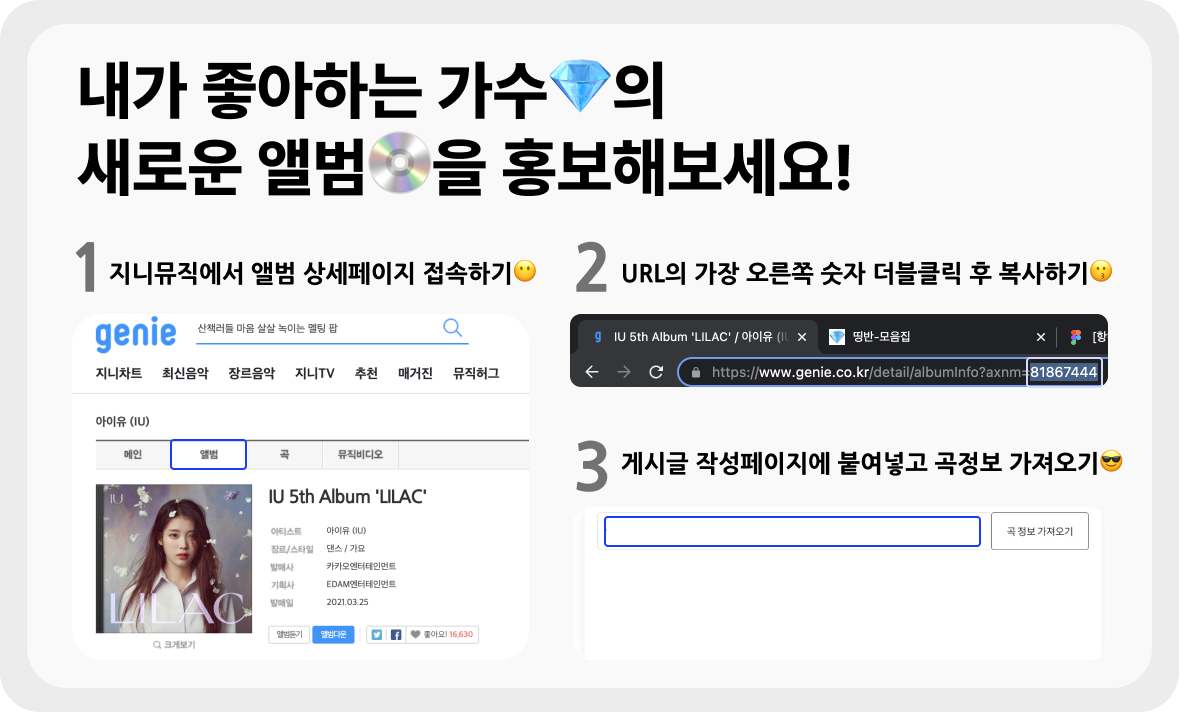 내가 좋아하는 가수💎의
새로운 앨범💿을 홍보해보세요!
1 지니뮤직에서 앨범 상세페이지 접속하기😶
genie 산책러들 마음 살살 녹이는 멜팅 팝
지니차트 최신음악 장르음악 지니TV 추천 매거진 뮤직허그
아이유 (IU)
메인 앨범 곡 뮤직비디오
IU
LILAC
크게보기
IU 5th Album 'LILAC'
아티스트 아이유 (IU)
장르/스타일 댄스 / 가요
발매사 카카오엔터테인먼트
기획사 EDAM엔터테인먼트
발매일 2021.03.25
앨범듣기 앨범다운 좋아요! 16,630
2 URL의 가장 오른쪽 숫자 더블클릭 후 복사하기😗
g IU 5th Album 'LILAC' / 아이유 (IU 띵반-모음집 [항
https://www.genie.co.kr/detail/albumInfo?axnm=81867444
3 게시글 작성페이지에 붙여넣고 곡정보 가져오기😎
곡 정보 가져오기